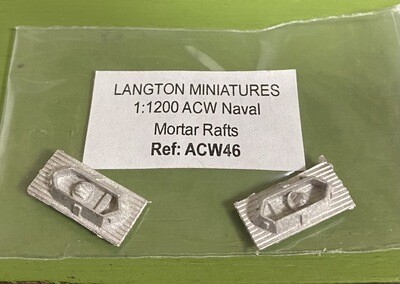 LANGTON MINIATURES
1:1200 ACW Naval
Mortar Rafts
Ref: ACW46